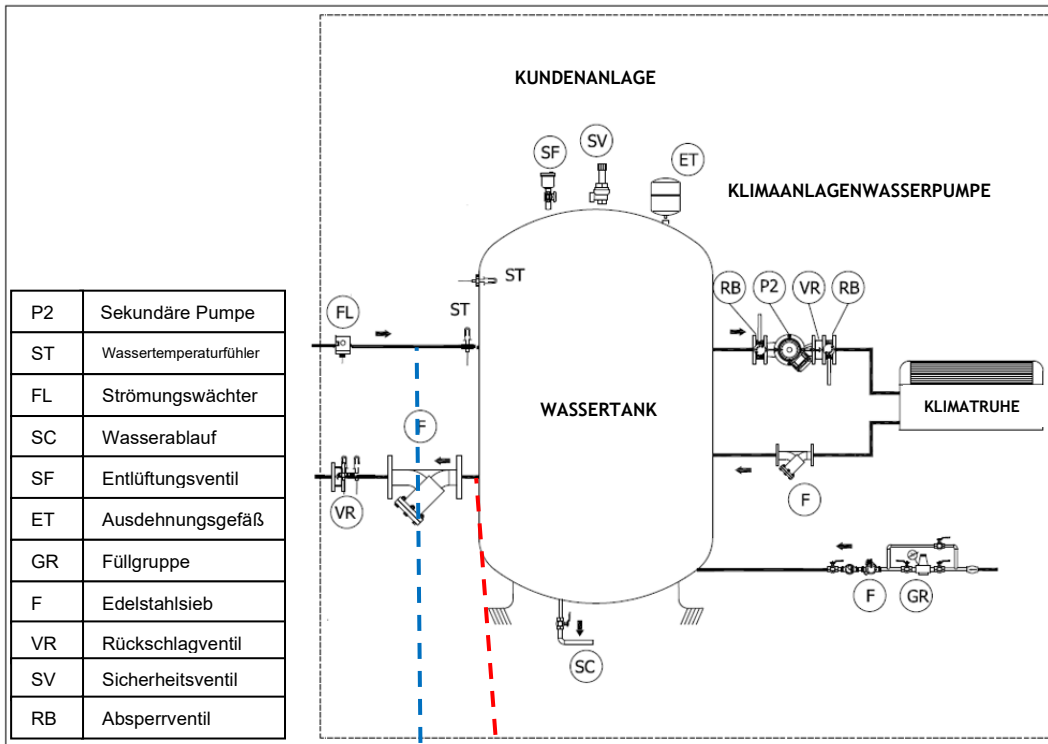 KUNDENANLAGE
SV
SF
ET
KLIMAANLAGENWASSERPUMPE
ST
RB P2 VR RB
P2 Sekundäre Pumpe
FL
ST
ST Wassertemperaturfühler
FL Strömungswächter
WASSERTANK
KLIMATRUHE
SC Wasserablauf
F
SF Entlüftungsventil
F
VR
ET Ausdehnungsgefäß
GR Füllgruppe
F Edelstahlsieb
F GR
VR Rückschlagventil
SC
SV Sicherheitsventil
RB Absperrventil